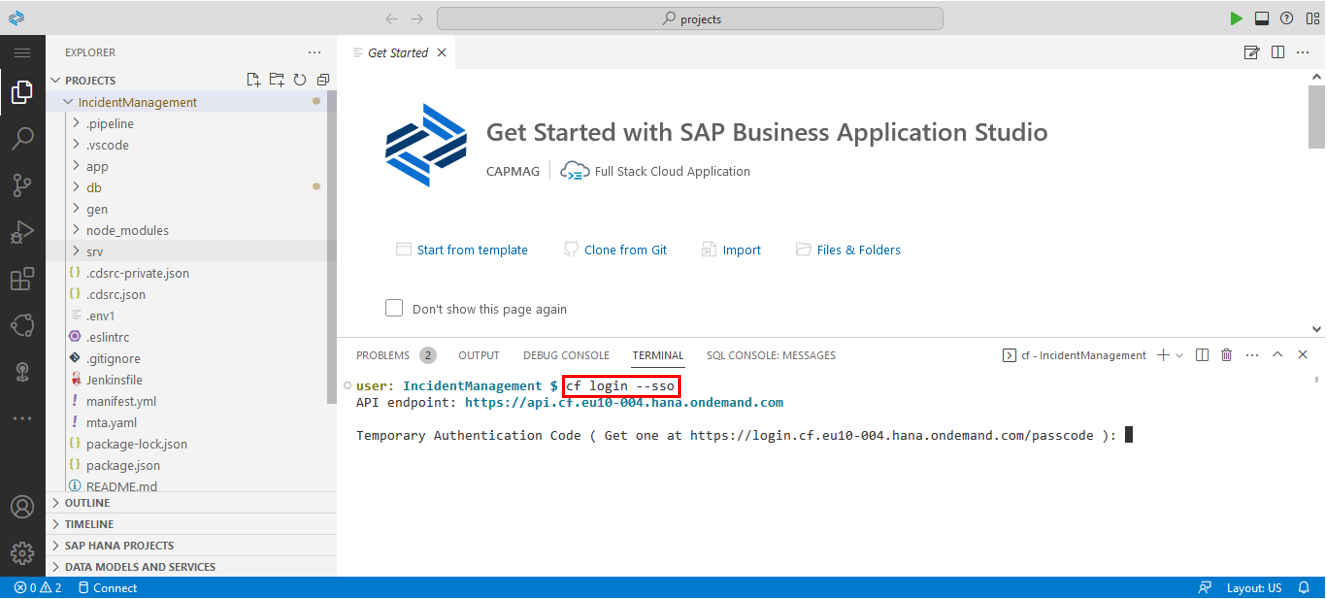 projects
EXPLORER
PROJECTS
IncidentManagement
.pipeline
.vscode
app
db
gen
node_modules
srv
.cdsrc-private.json
.cdsrc.json
.env1
.eslintrc
.gitignore
Jenkinsfile
manifest.yml
mta.yaml
package-lock.json
package.json
README.md
OUTLINE
TIMELINE
SAP HANA PROJECTS
DATA MODELS AND SERVICES
Get Started
Get Started with SAP Business Application Studio
CAPMAG Full Stack Cloud Application
Start from template Clone from Git Import Files & Folders
Don't show this page again
PROBLEMS 2 OUTPUT DEBUG CONSOLE TERMINAL SQL CONSOLE: MESSAGES cf - IncidentManagement
user: IncidentManagement $ cf login --sso
API endpoint: https://api.cf.eu10-004.hana.ondemand.com
Temporary Authentication Code ( Get one at https://login.cf.eu10-004.hana.ondemand.com/passcode ):
0 2 Connect Layout: US